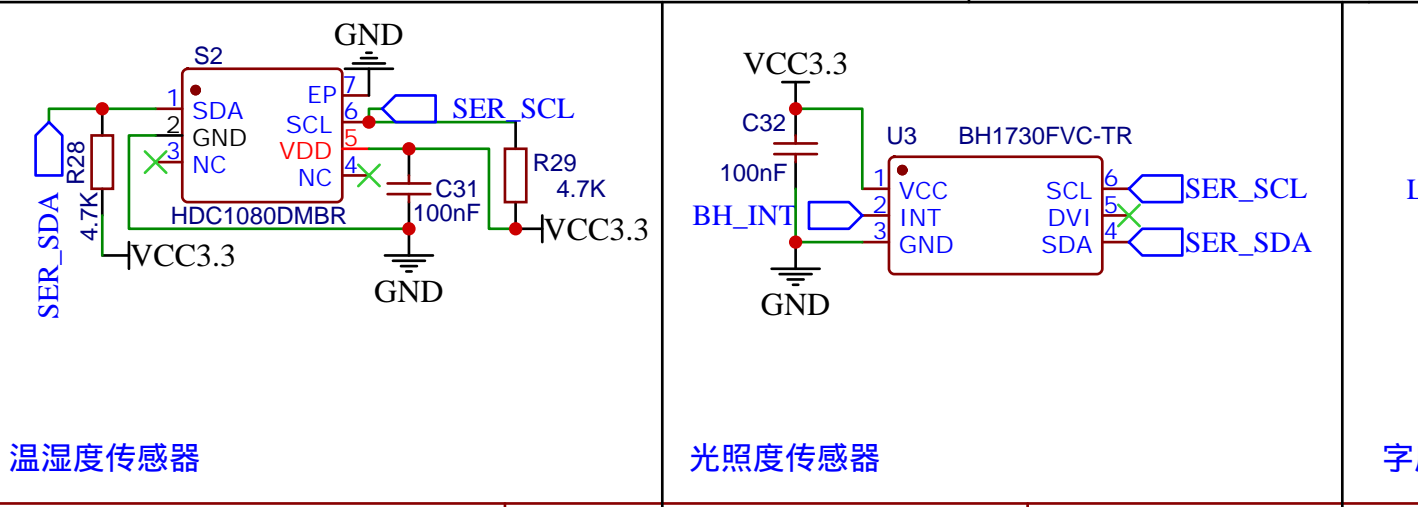 GND
S2
1
SDA
2
GND
3
NC
EP
7
SCL
6
VDD
5
NC
4
HDC1080DMBR
SER_SCL
R28
4.7K
SER_SDA
VCC3.3
C31
100nF
GND
R29
4.7K
VCC3.3
温湿度传感器
VCC3.3
C32
100nF
BH_INT
GND
U3
BH1730FVC-TR
1
VCC
2
INT
3
GND
SCL
6
DVI
5
SDA
4
SER_SCL
SER_SDA
光照度传感器
L
字